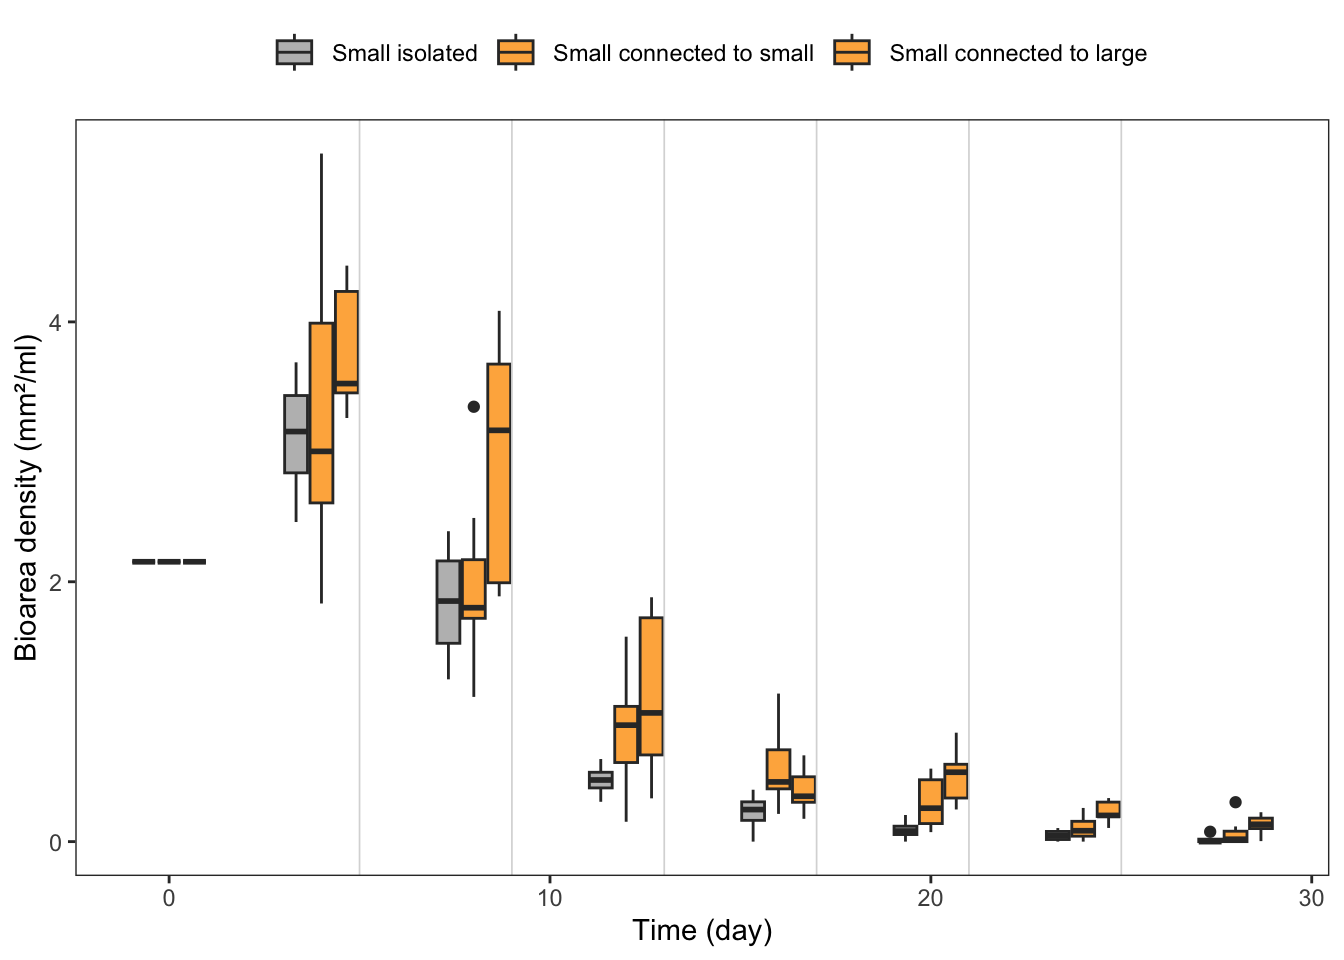 Small isolated Small connected to small Small connected to large
Bioarea density (mm²/ml)
4
2
0
0 10 20 30
Time (day)